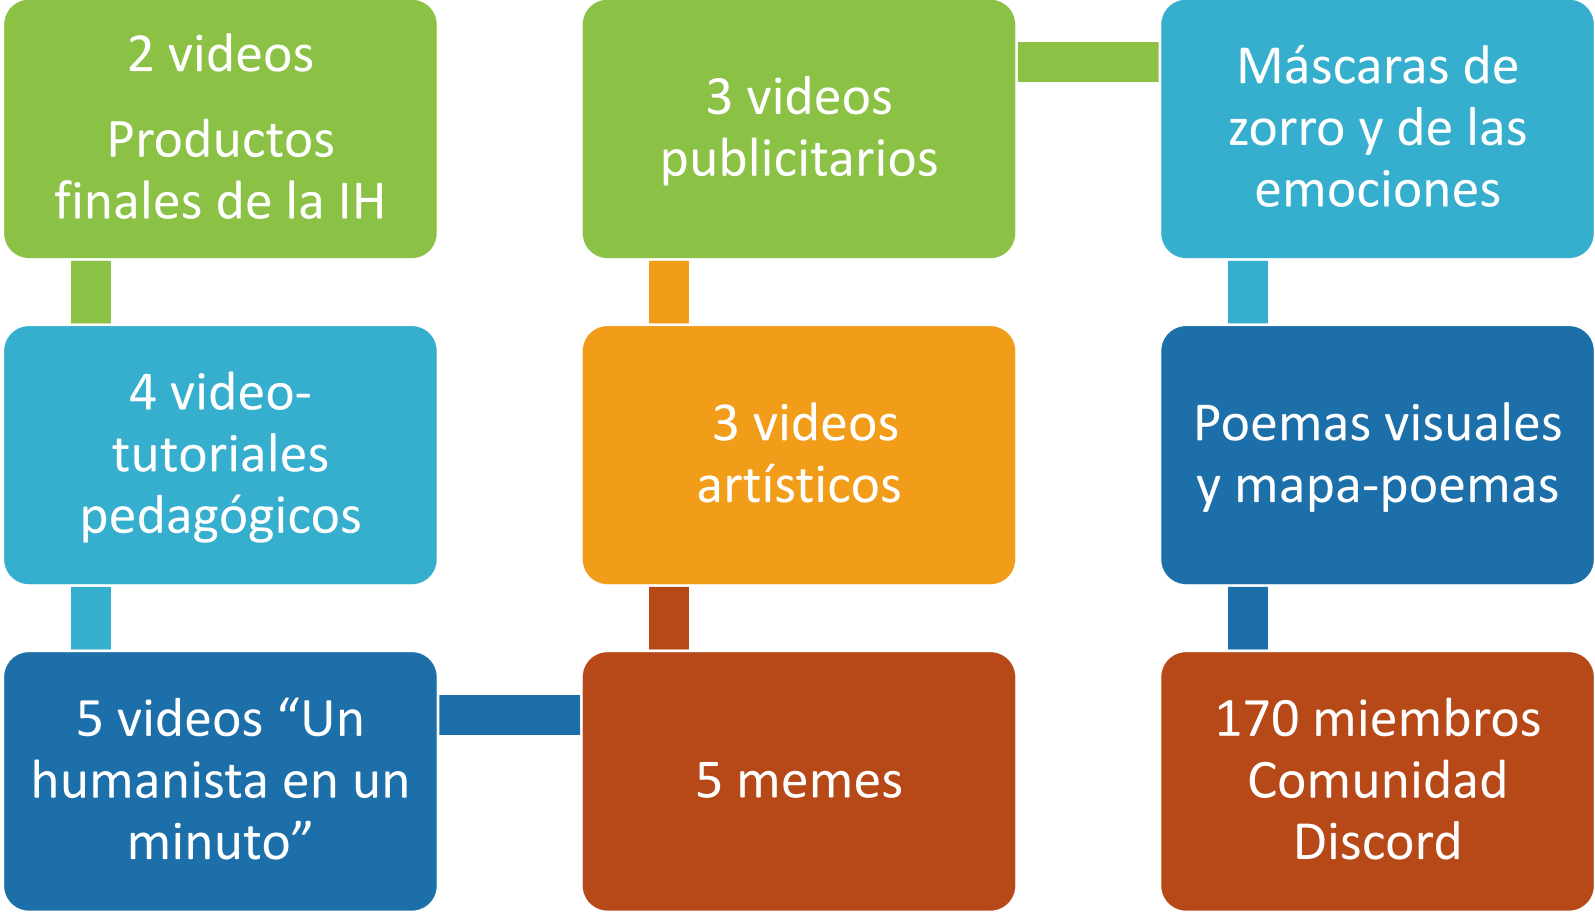 2 videos
Productos
finales de la IH
4 video-
tutoriales
pedagógicos
5 videos “Un
humanista en un
minuto”
5 memes
3 videos
artísticos
3 videos
publicitarios
Máscaras de
zorro y de las
emociones
Poemas visuales
y mapa-poemas
170 miembros
Comunidad
Discord